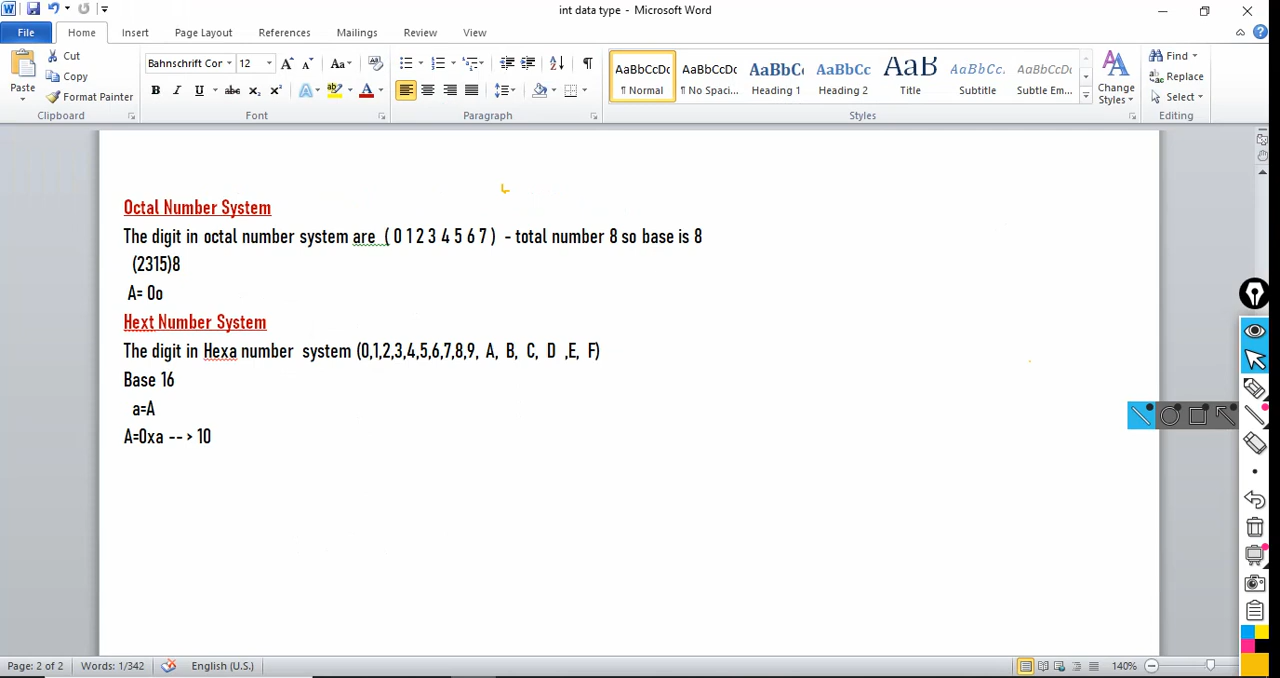 int data type - Microsoft Word
File Home Insert Page Layout References Mailings Review View
Paste
Cut
Copy
Format Painter
Clipboard
Bahnschrift Cor 12
Font
Paragraph
AaBbCcDc AaBbCcDc AaBbCc AaBbCc AaB AaBbCc. AaBbCcDc
¶ Normal ¶ No Spaci... Heading 1 Heading 2 Title Subtitle Subtle Em...
Styles
Change Styles
Find
Replace
Select
Editing
Octal Number System
The digit in octal number system are ( 0 1 2 3 4 5 6 7 ) - total number 8 so base is 8
(2315)8
A= 0o
Hext Number System
The digit in Hexa number system (0,1,2,3,4,5,6,7,8,9, A, B, C, D ,E, F)
Base 16
a=A
A=0xa -- > 10
Page: 2 of 2 Words: 1/342 English (U.S.) 140%